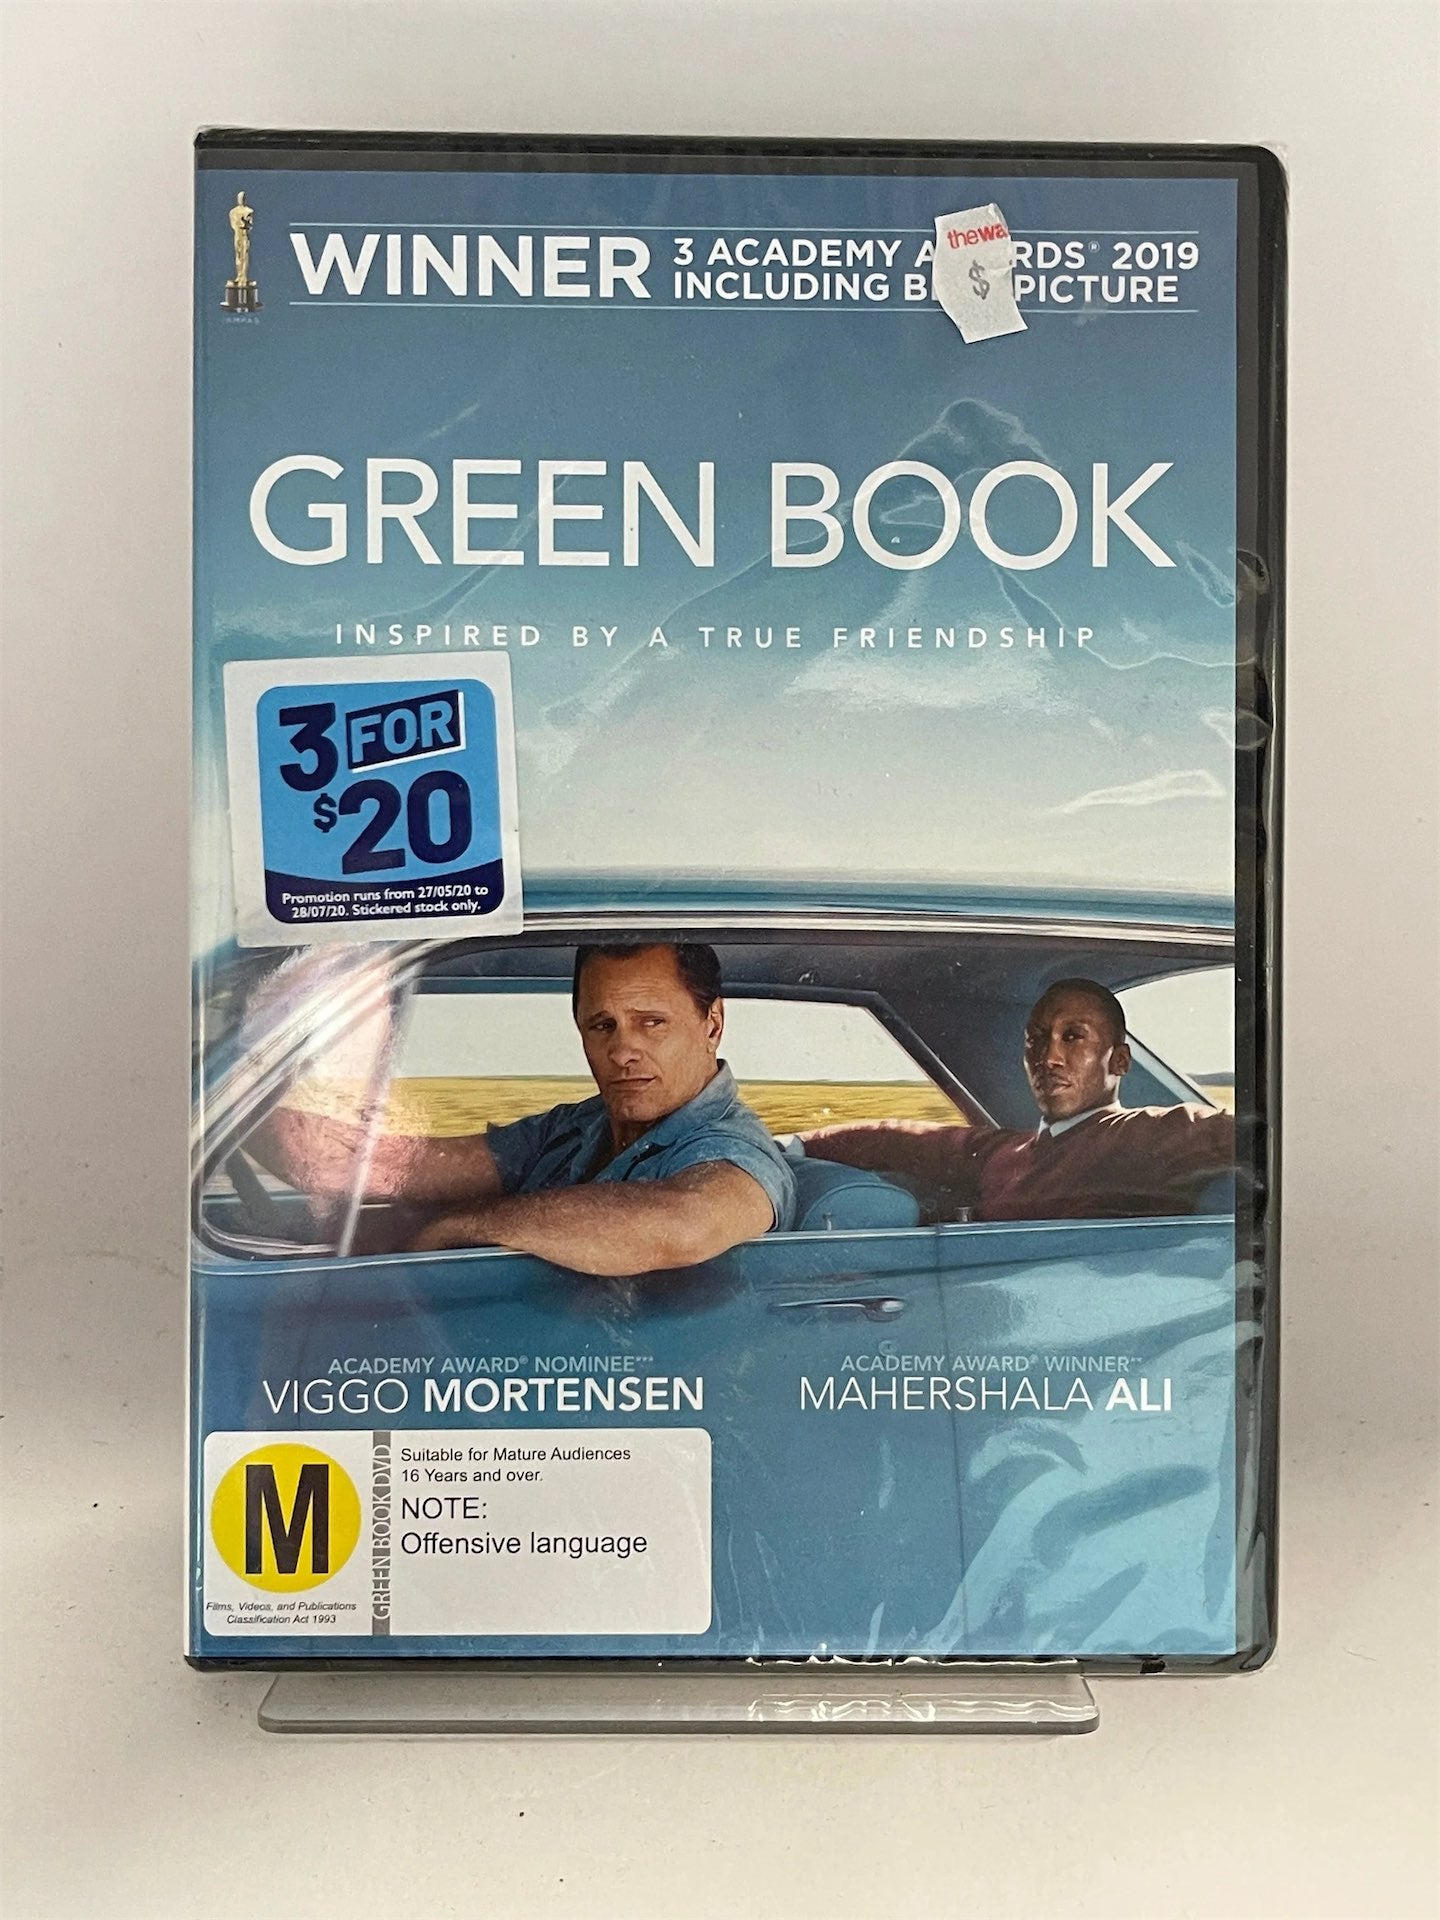 WINNER
3 ACADEMY A RDS® 2019
INCLUDING B PICTURE
thewa
$
GREEN BOOK
INSPIRED BY A TRUE FRIENDSHIP
3 FOR
$20
Promotion runs from 27/05/20 to
28/07/20. Stickered stock only.
ACADEMY AWARD® NOMINEE***
VIGGO MORTENSEN
ACADEMY AWARD® WINNER**
MAHERSHALA ALI
M
Films, Videos, and Publications
Classification Act 1993
GREEN BOOK DVD
Suitable for Mature Audiences
16 Years and over.
NOTE:
Offensive language